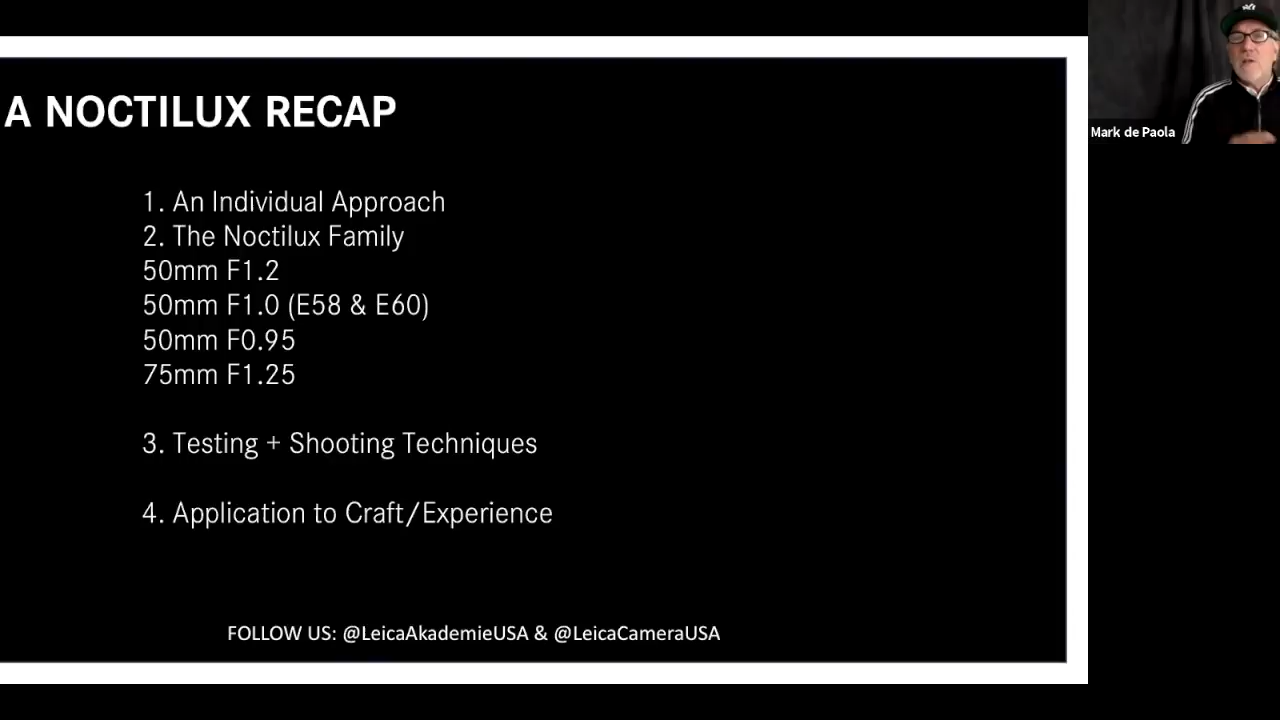 A NOCTILUX RECAP
Mark de Paola
1. An Individual Approach
2. The Noctilux Family
50mm F1.2
50mm F1.0 (E58 & E60)
50mm F0.95
75mm F1.25
3. Testing + Shooting Techniques
4. Application to Craft/Experience
FOLLOW US: @LeicaAkademieUSA & @LeicaCameraUSA